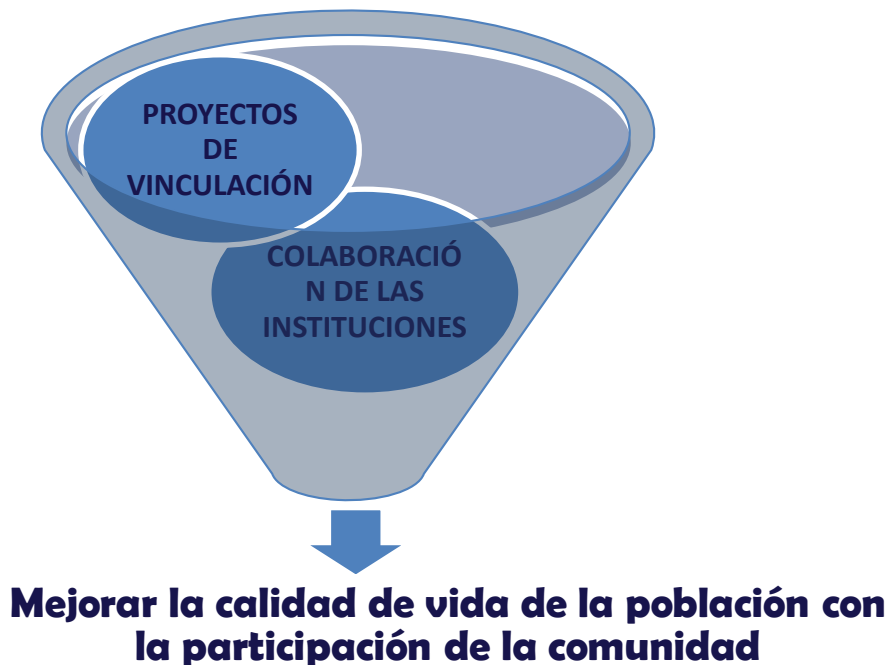 PROYECTOS
DE
VINCULACIÓN
COLABORACIÓ
N DE LAS
INSTITUCIONES
Mejorar la calidad de vida de la población con
la participación de la comunidad